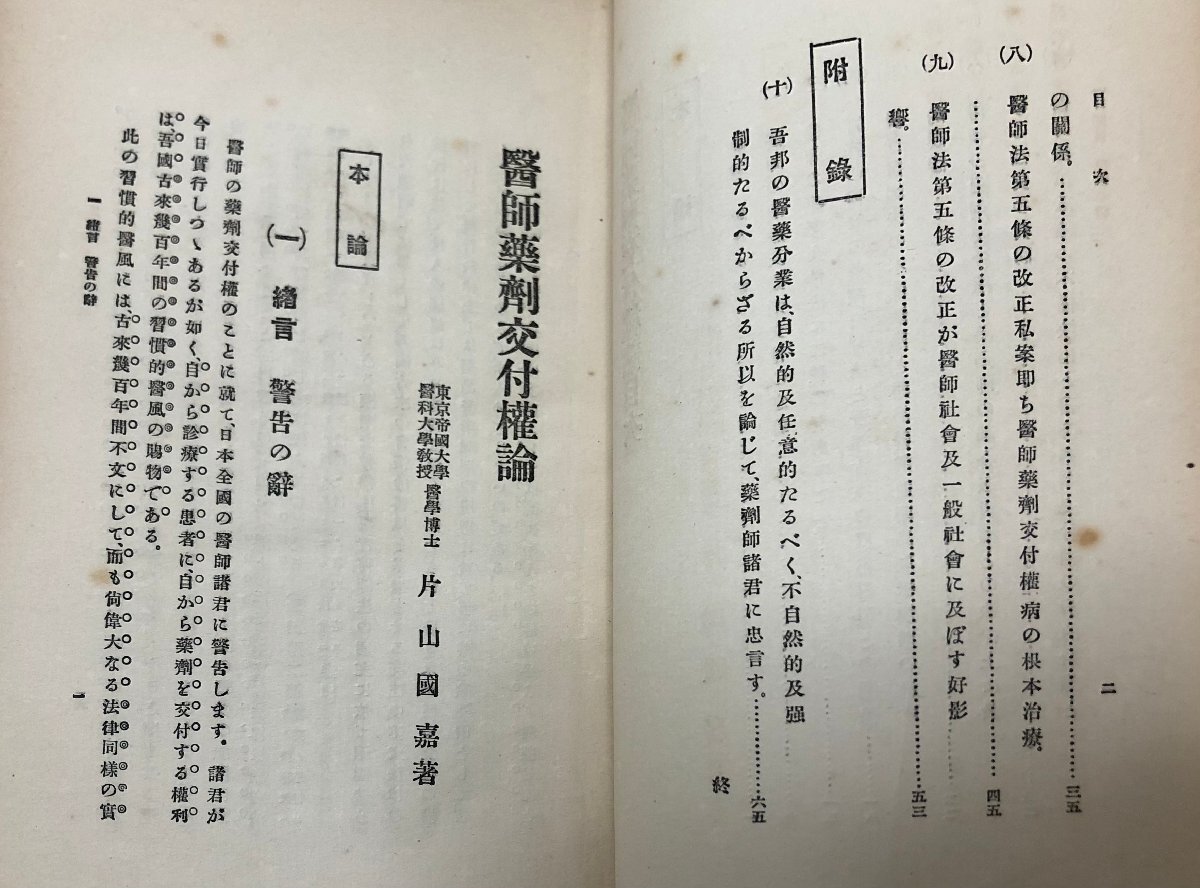 目次
二
の關係。……三五
(八) 醫師法第五條の改正私案即ち醫師藥劑交付權病の根本治療。
……四五
(九) 醫師法第五條の改正が醫師社會及一般社會に及ぼす好影
響。……五三
附錄
(十) 吾邦の醫藥分業は、自然的及任意的たるべく、不自然的及强
制的たるべからざる所以を論じて、藥劑師諸君に忠言す。……六五
終
醫師藥劑交付權論
東京帝國大學
醫科大學敎授
醫學博士 片山國嘉著
本論
(一) 緖言 警告の辭
醫師の藥劑交付權のことに就て、日本全國の醫師諸君に警告します。諸君が
今日實行しつゝあるが如く、自から診療する患者に、自から藥劑を交付する權利
は、吾國古來幾百年間の習慣的醫風の賜物である。
此の習慣的醫風には、古來幾百年間不文にして、而も尙偉大なる法律同樣の實
一 緖言 警告の辭
一